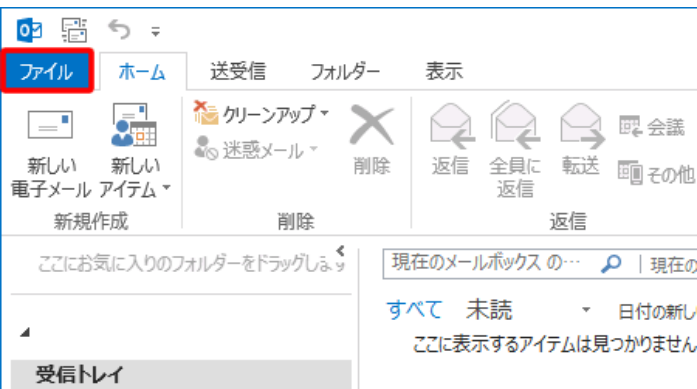 ファイル ホーム 送受信 フォルダー 表示
クリーンアップ
迷惑メール
新しい
電子メール
新しい
アイテム
削除
返信
全員に
返信
転送
会議
その他
新規作成 削除 返信
ここにお気に入りのフォルダーをドラッグしま
現在のメールボックス の… 現在の
すべて 未読 日付の新し
ここに表示するアイテムは見つかりません
受信トレイ